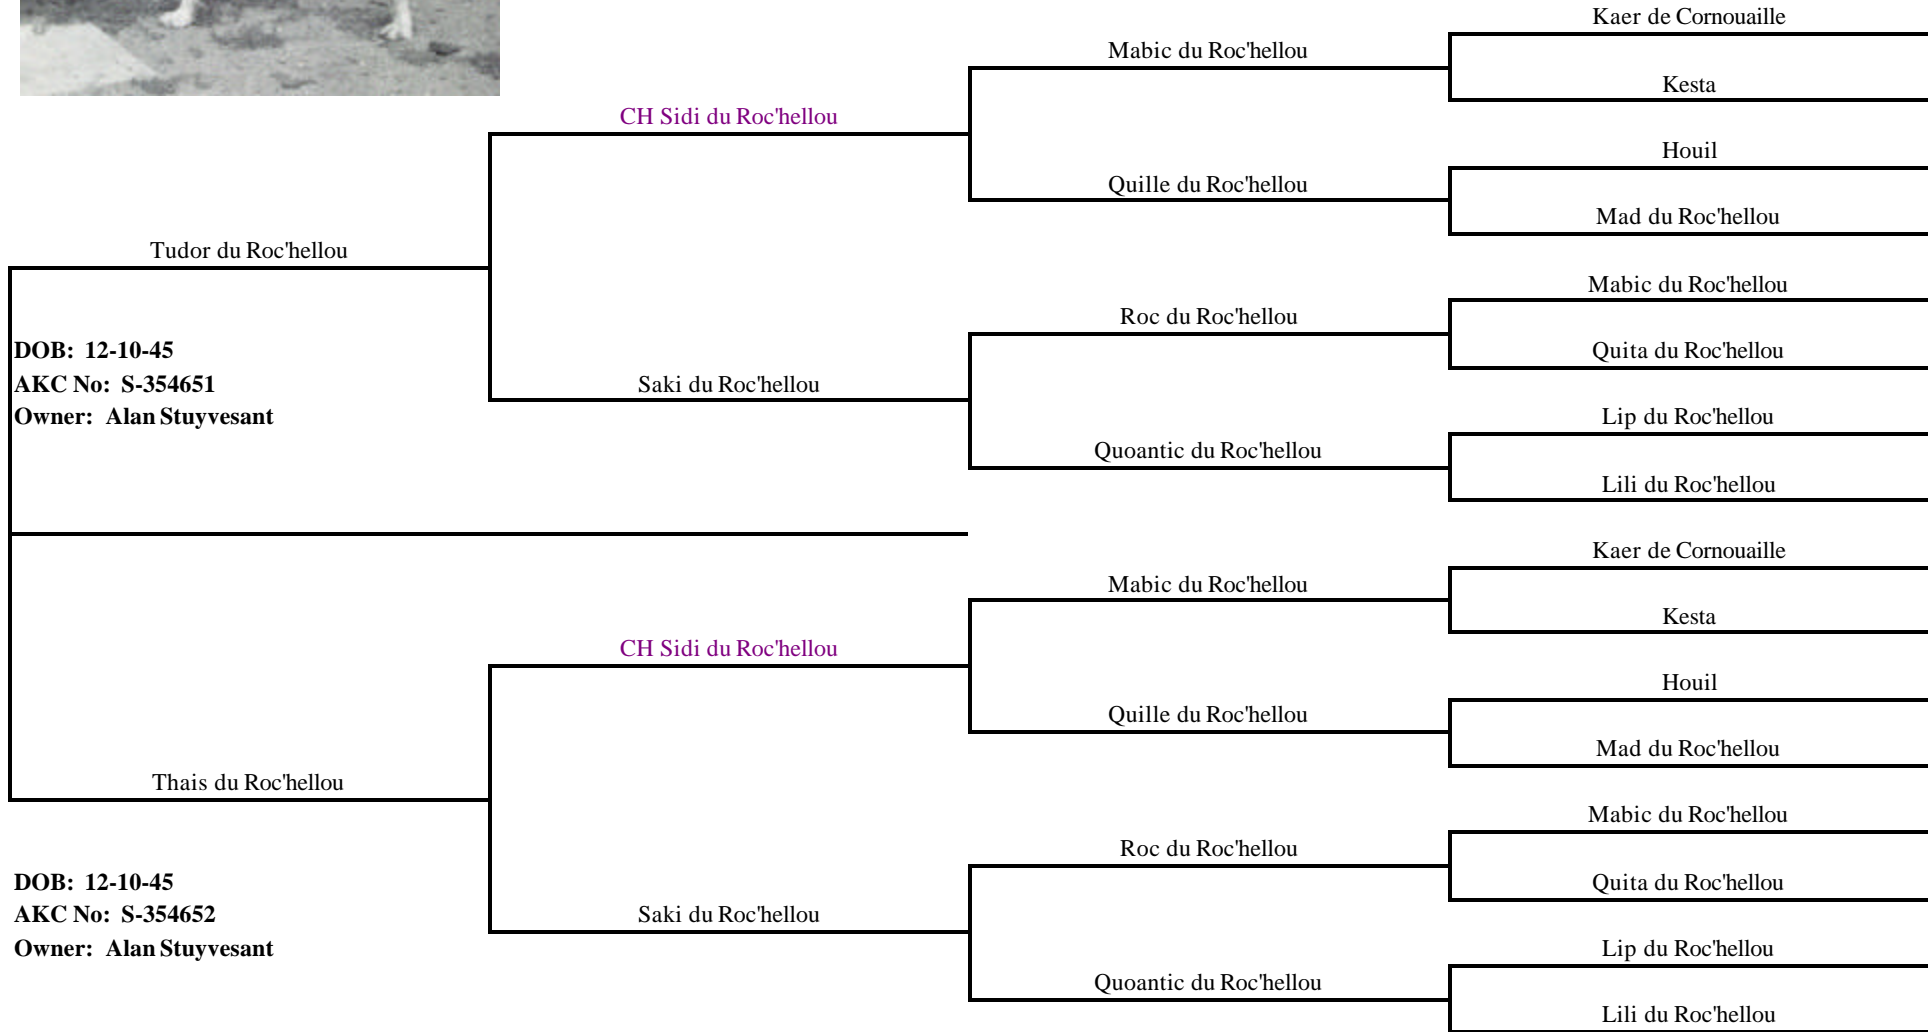 Kaer de Cornouaille
Mabic du Roc'hellou
Kesta
CH Sidi du Roc'hellou
Houil
Quille du Roc'hellou
Mad du Roc'hellou
Tudor du Roc'hellou
Mabic du Roc'hellou
Roc du Roc'hellou
DOB: 12-10-45
Quita du Roc'hellou
AKC No: S-354651
Saki du Roc'hellou
Owner: Alan Stuyvesant
Lip du Roc'hellou
Quoantic du Roc'hellou
Lili du Roc'hellou
Kaer de Cornouaille
Mabic du Roc'hellou
Kesta
CH Sidi du Roc'hellou
Houil
Quille du Roc'hellou
Mad du Roc'hellou
Thais du Roc'hellou
Mabic du Roc'hellou
Roc du Roc'hellou
DOB: 12-10-45
Quita du Roc'hellou
AKC No: S-354652
Saki du Roc'hellou
Owner: Alan Stuyvesant
Lip du Roc'hellou
Quoantic du Roc'hellou
Lili du Roc'hellou